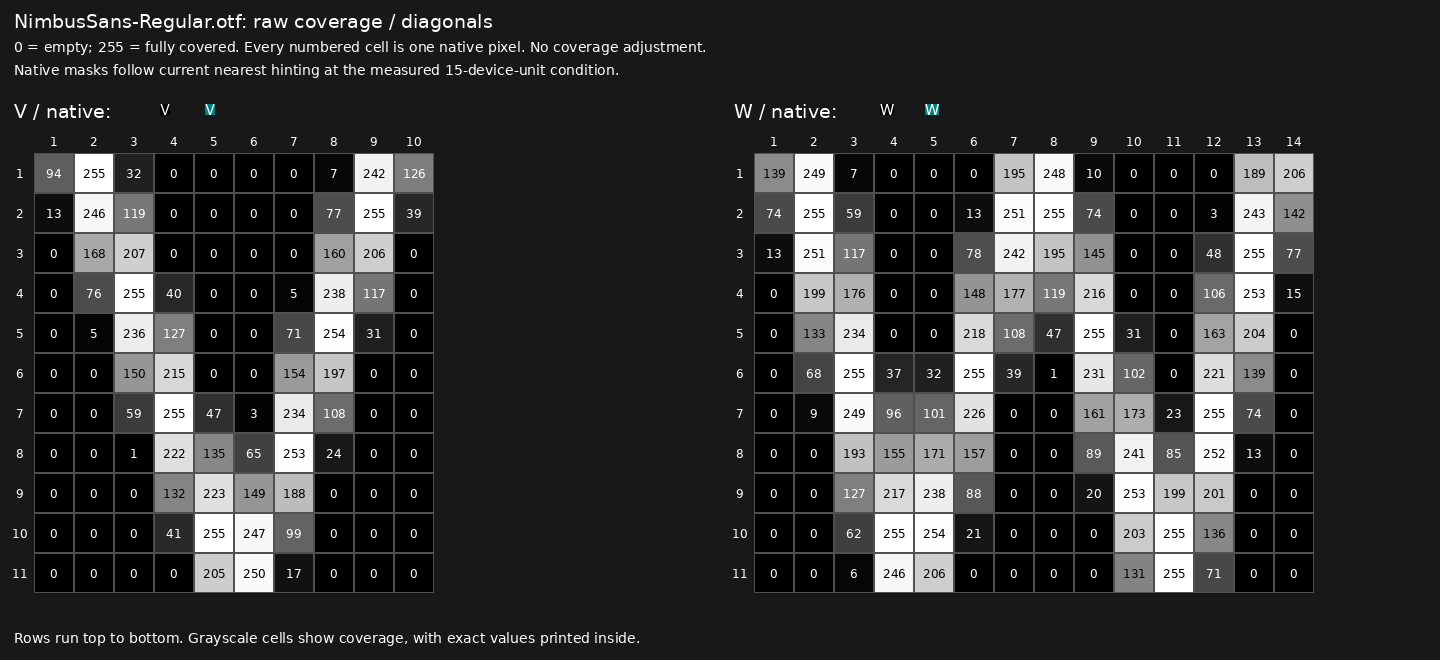 NimbusSans-Regular.otf: raw coverage / diagonals
0 = empty; 255 = fully covered. Every numbered cell is one native pixel. No coverage adjustment.
Native masks follow current nearest hinting at the measured 15-device-unit condition.
V / native: V V
1 2 3 4 5 6 7 8 9 10
1 94 255 32 0 0 0 0 7 242 126
2 13 246 119 0 0 0 0 77 255 39
3 0 168 207 0 0 0 0 160 206 0
4 0 76 255 40 0 0 5 238 117 0
5 0 5 236 127 0 0 71 254 31 0
6 0 0 150 215 0 0 154 197 0 0
7 0 0 59 255 47 3 234 108 0 0
8 0 0 1 222 135 65 253 24 0 0
9 0 0 0 132 223 149 188 0 0 0
10 0 0 0 41 255 247 99 0 0 0
11 0 0 0 0 205 250 17 0 0 0
W / native: W W
1 2 3 4 5 6 7 8 9 10 11 12 13 14
1 139 249 7 0 0 0 195 248 10 0 0 0 189 206
2 74 255 59 0 0 13 251 255 74 0 0 3 243 142
3 13 251 117 0 0 78 242 195 145 0 0 48 255 77
4 0 199 176 0 0 148 177 119 216 0 0 106 253 15
5 0 133 234 0 0 218 108 47 255 31 0 163 204 0
6 0 68 255 37 32 255 39 1 231 102 0 221 139 0
7 0 9 249 96 101 226 0 0 161 173 23 255 74 0
8 0 0 193 155 171 157 0 0 89 241 85 252 13 0
9 0 0 127 217 238 88 0 0 20 253 199 201 0 0
10 0 0 62 255 254 21 0 0 0 203 255 136 0 0
11 0 0 6 246 206 0 0 0 0 131 255 71 0 0
Rows run top to bottom. Grayscale cells show coverage, with exact values printed inside.